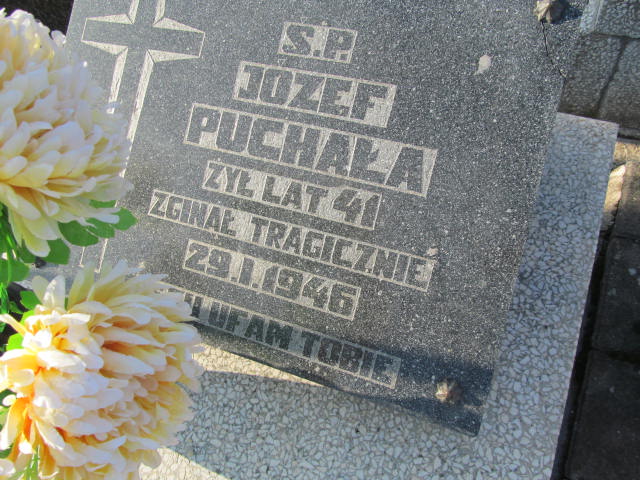 Ś.P.
JÓZEF
PUCHAŁA
ŻYŁ LAT 41
ZGINĄŁ TRAGICZNIE
29.I.1946
UFAM TOBIE